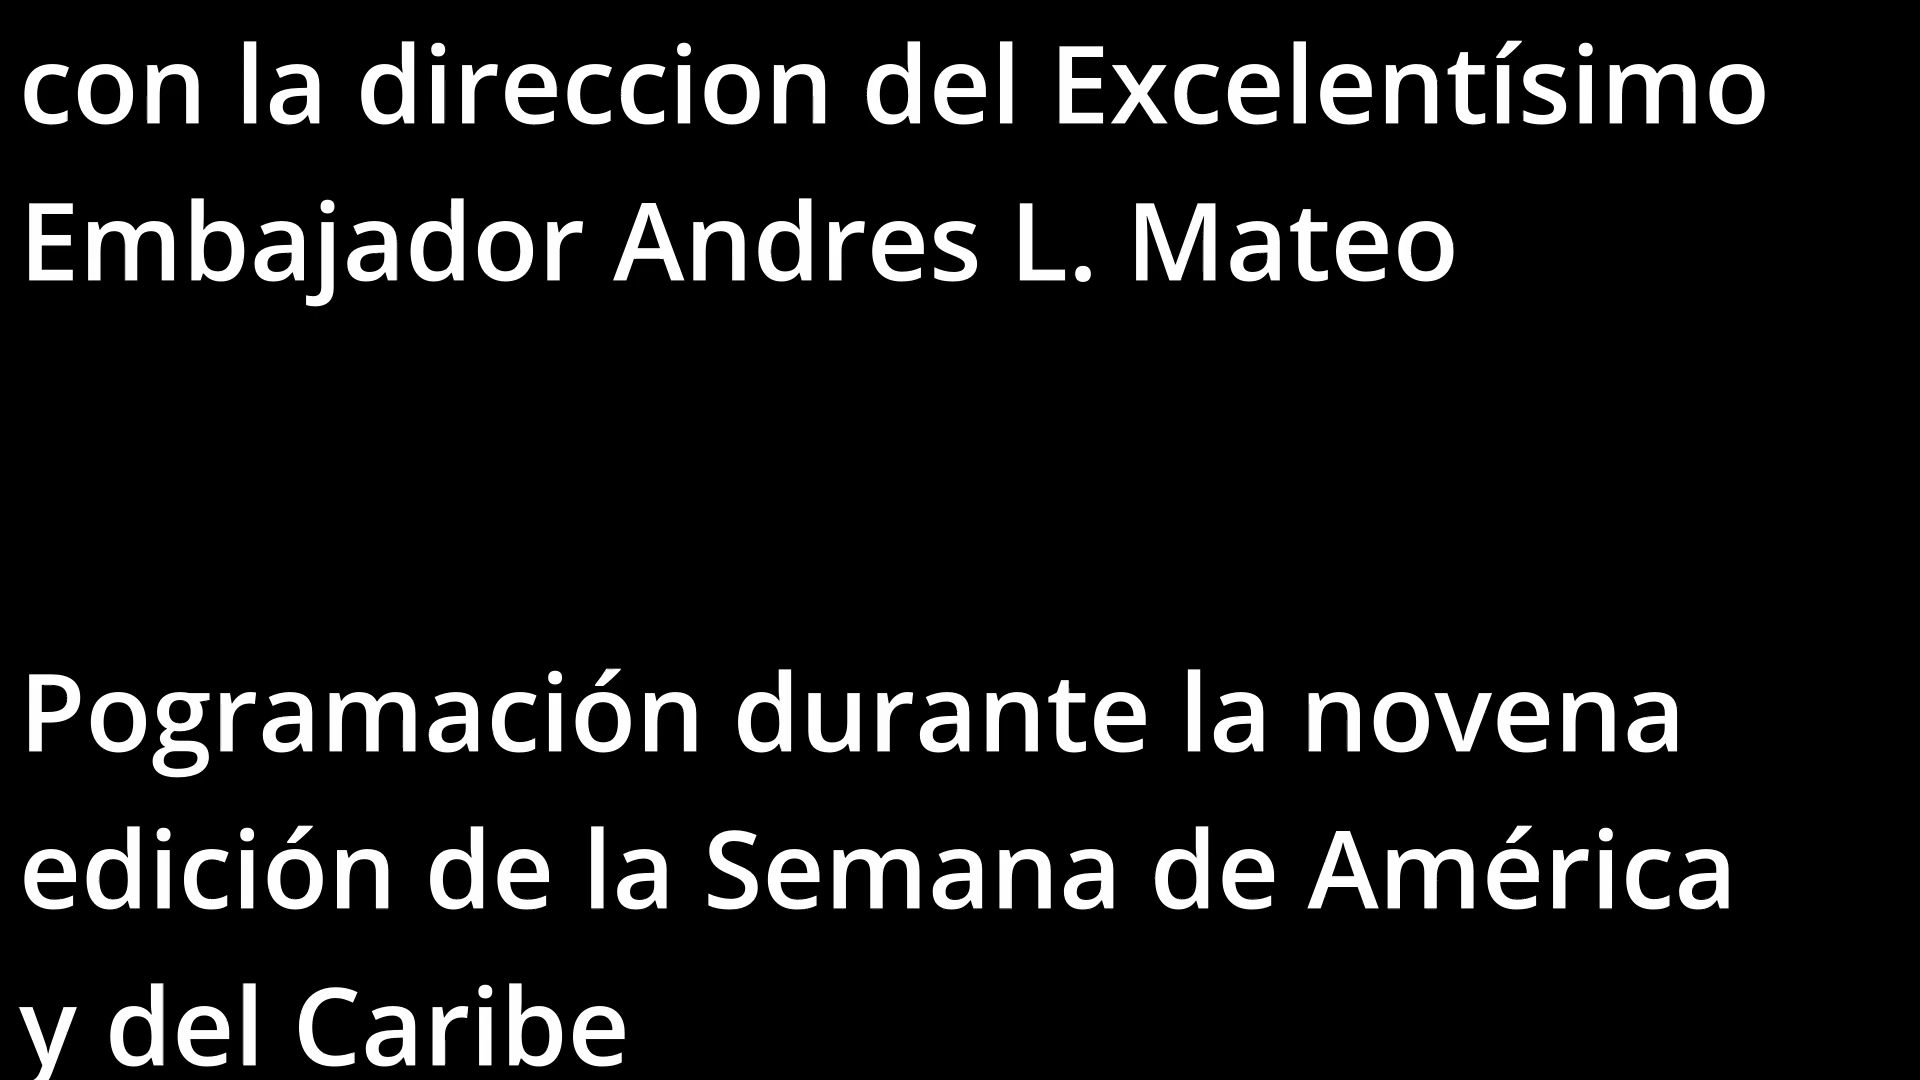 con la direccion del Excelentísimo
Embajador Andres L. Mateo
Pogramación durante la novena
edición de la Semana de América
y del Caribe